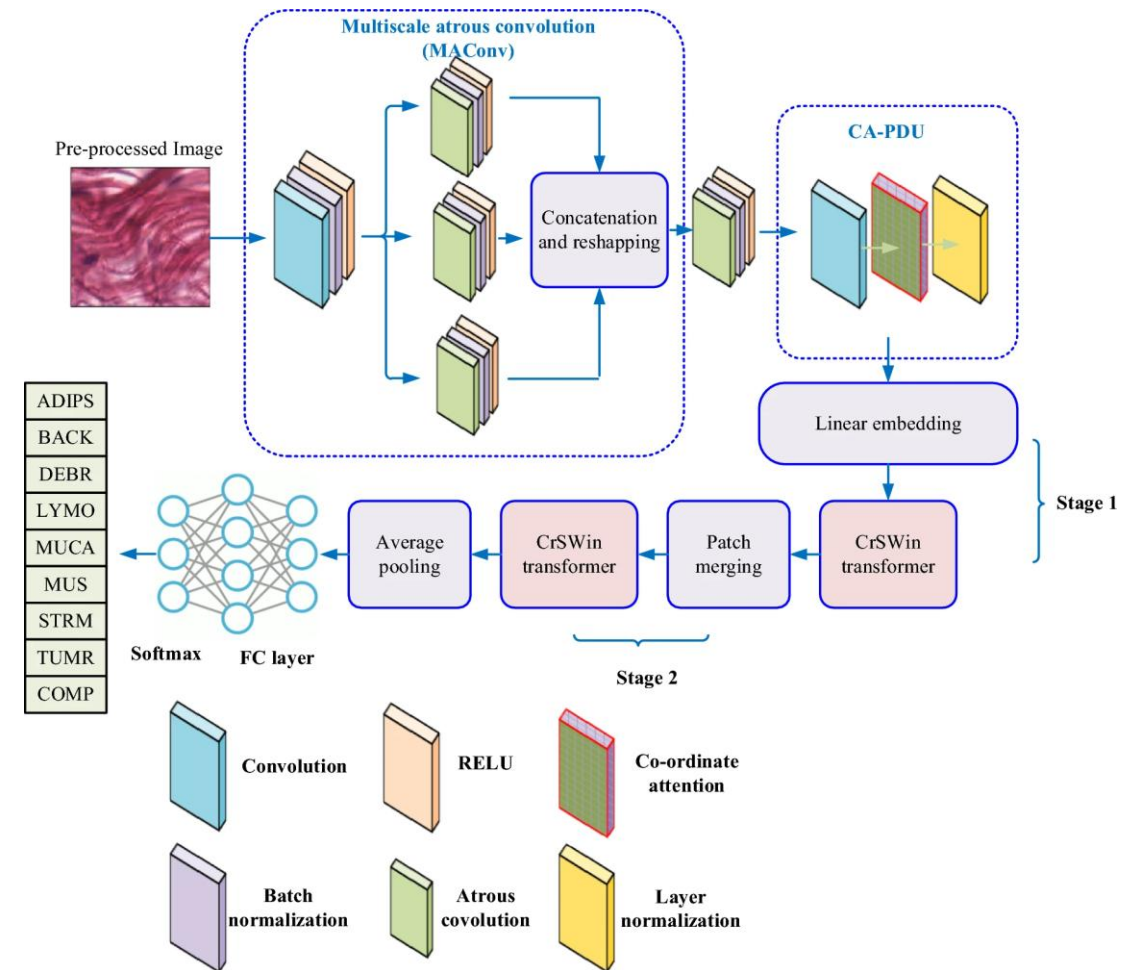 Multiscale atrous convolution
(MAConv)
Pre-processed Image
Concatenation
and reshapping
CA-PDU
Linear embedding
Stage 1
CrSWin
transformer
Patch
merging
CrSWin
transformer
Average
pooling
Stage 2
ADIPS
BACK
DEBR
LYMO
MUCA
MUS
STRM
TUMR
COMP
Softmax
FC layer
Convolution
RELU
Co-ordinate
attention
Batch
normalization
Atrous
covolution
Layer
normalization